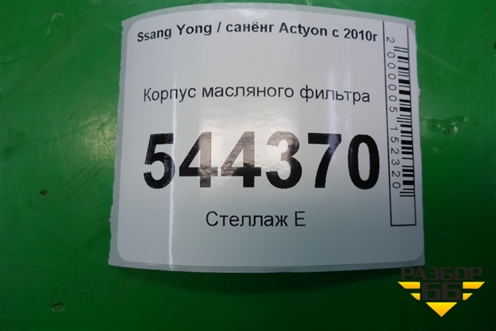 Ssang Yong / санёнг Actyon с 2010г
Корпус масляного фильтра
544370
Стеллаж Е
2000005152320
РАЗБОР
66